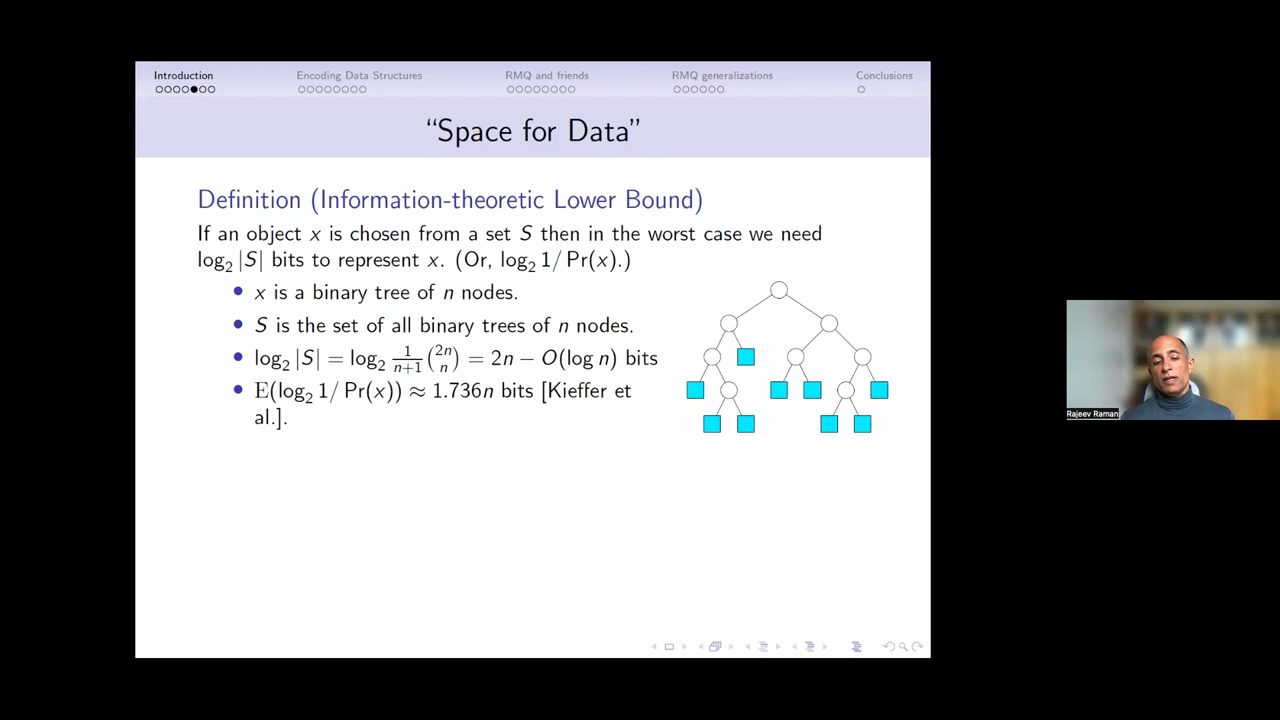 Introduction Encoding Data Structures RMQ and friends RMQ generalizations Conclusions
“Space for Data”
Definition (Information-theoretic Lower Bound)
If an object x is chosen from a set S then in the worst case we need
log₂ |S| bits to represent x. (Or, log₂ 1/ Pr(x).)
• x is a binary tree of n nodes.
• S is the set of all binary trees of n nodes.
• log₂ |S| = log₂ 1/(n+1) (2n n) = 2n − O(log n) bits
• E(log₂ 1/ Pr(x)) ≈ 1.736n bits [Kieffer et
al.].
Rajeev Raman